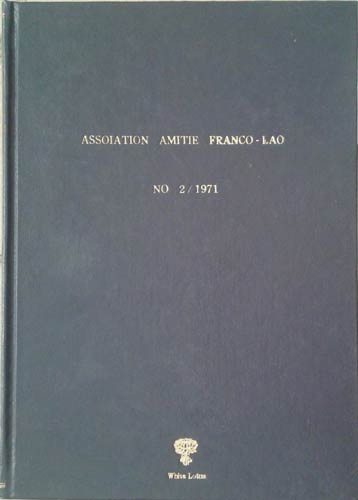 ASSOIATION AMITIE FRANCO-LAO
NO 2/1971
White Lotus